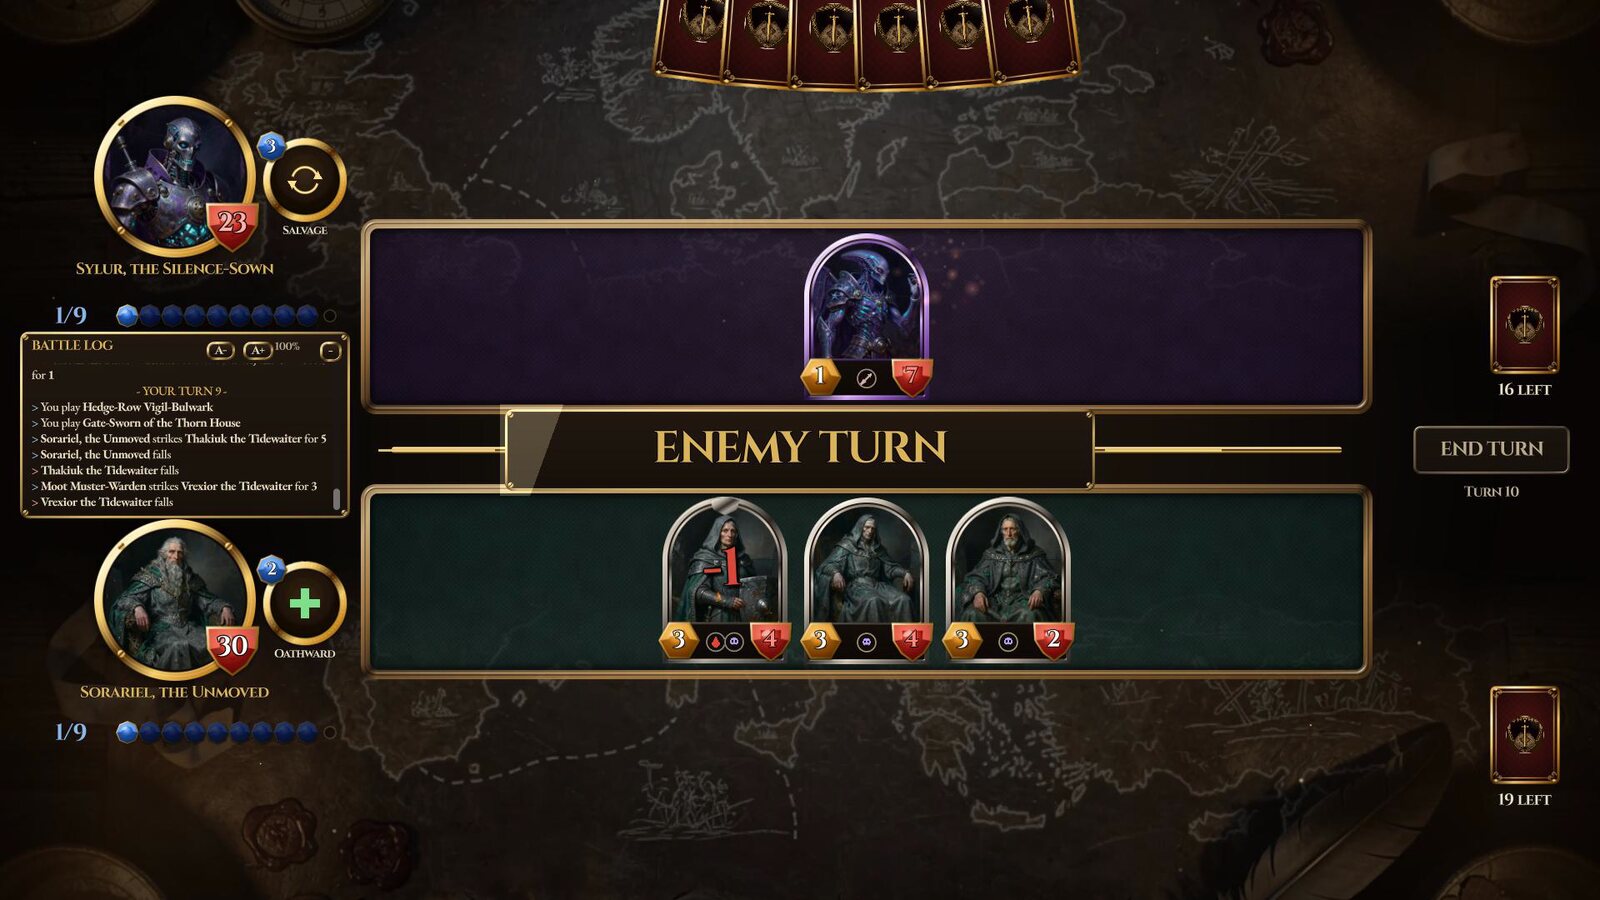 3
23
SALVAGE
SYLUR, THE SILENCE-SOWN
1/9
BATTLE LOG
A-
A+
100%
-
for 1
- YOUR TURN 9 -
> You play Hedge-Row Vigil-Bulwark
> You play Gate-Sworn of the Thorn House
> Sorariel, the Unmoved strikes Thakiuk the Tidewaiter for 5
> Sorariel, the Unmoved falls
> Thakiuk the Tidewaiter falls
> Moot Muster-Warden strikes Vrexior the Tidewaiter for 3
> Vrexior the Tidewaiter falls
1
7
16 LEFT
ENEMY TURN
END TURN
TURN 10
-1
3
4
3
4
3
2
2
30
OATHWARD
SORARIEL, THE UNMOVED
1/9
19 LEFT